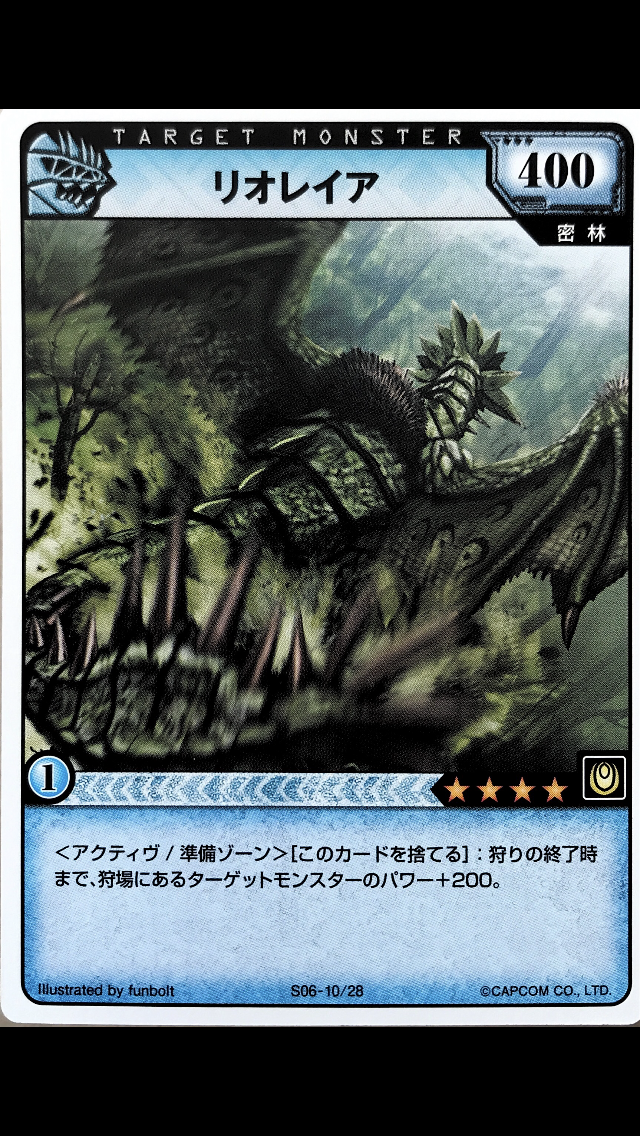 TARGET MONSTER
リオレイア
400
密林
1
★★★★
<アクティヴ / 準備ゾーン>[このカードを捨てる]：狩りの終了時
まで、狩場にあるターゲットモンスターのパワー＋200。
Illustrated by funbolt
S06-10/28
©CAPCOM CO., LTD.